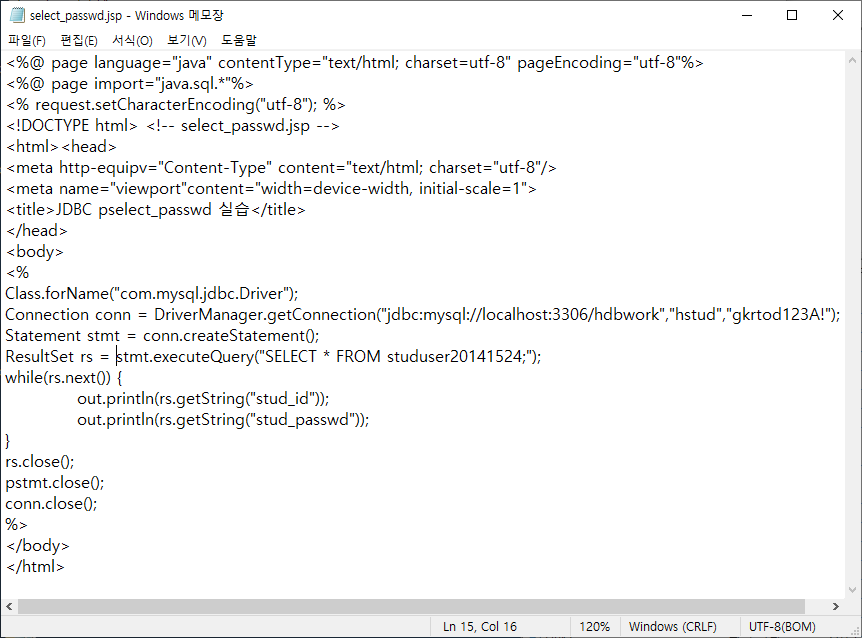 select_passwd.jsp - Windows 메모장
파일(F) 편집(E) 서식(O) 보기(V) 도움말
<%@ page language="java" contentType="text/html; charset=utf-8" pageEncoding="utf-8"%>
<%@ page import="java.sql.*"%>
<% request.setCharacterEncoding("utf-8"); %>
<!DOCTYPE html> <!-- select_passwd.jsp -->
<html><head>
<meta http-equipv="Content-Type" content="text/html; charset="utf-8"/>
<meta name="viewport"content="width=device-width, initial-scale=1">
<title>JDBC pselect_passwd 실습</title>
</head>
<body>
<%
Class.forName("com.mysql.jdbc.Driver");
Connection conn = DriverManager.getConnection("jdbc:mysql://localhost:3306/hdbwork","hstud","gkrtod123A!");
Statement stmt = conn.createStatement();
ResultSet rs = stmt.executeQuery("SELECT * FROM studuser20141524;");
while(rs.next()) {
	out.println(rs.getString("stud_id"));
	out.println(rs.getString("stud_passwd"));
}
rs.close();
pstmt.close();
conn.close();
%>
</body>
</html>
Ln 15, Col 16 120% Windows (CRLF) UTF-8(BOM)